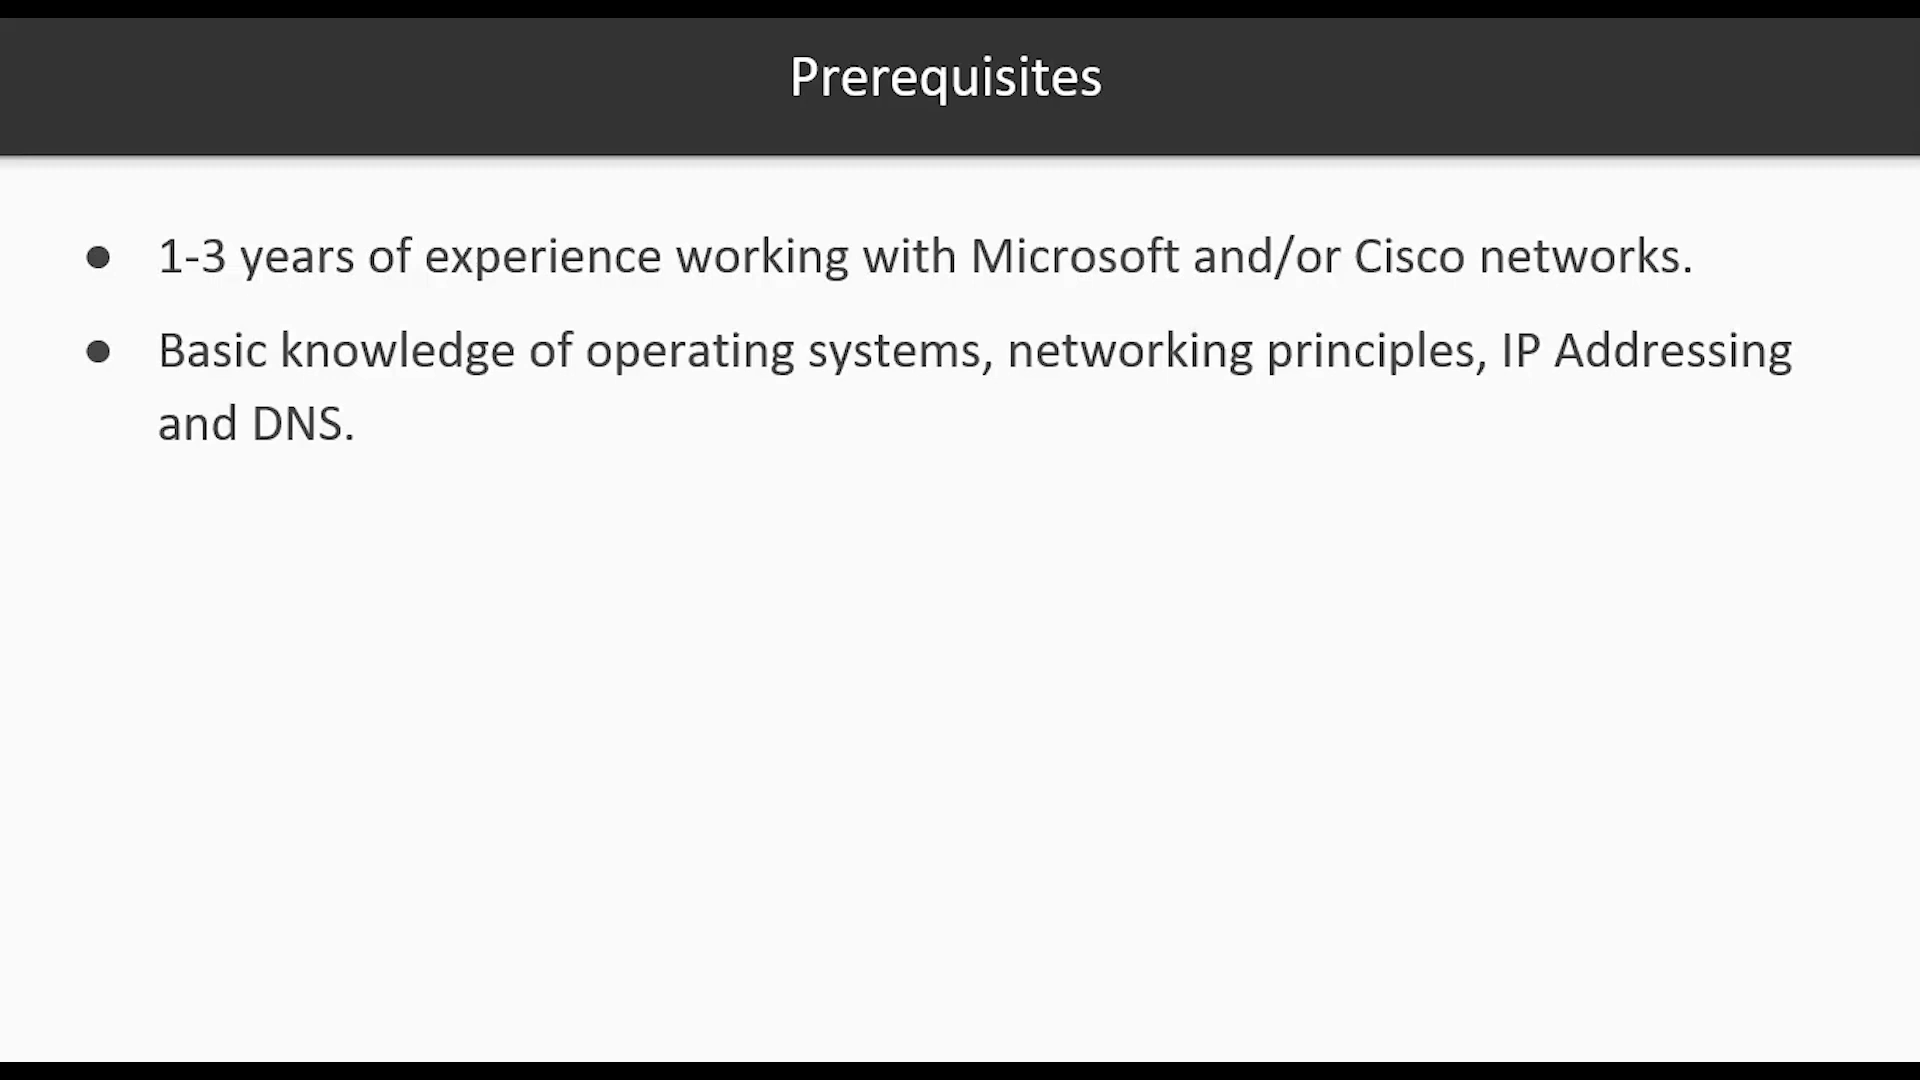 Prerequisites
● 1-3 years of experience working with Microsoft and/or Cisco networks.
● Basic knowledge of operating systems, networking principles, IP Addressing
and DNS.